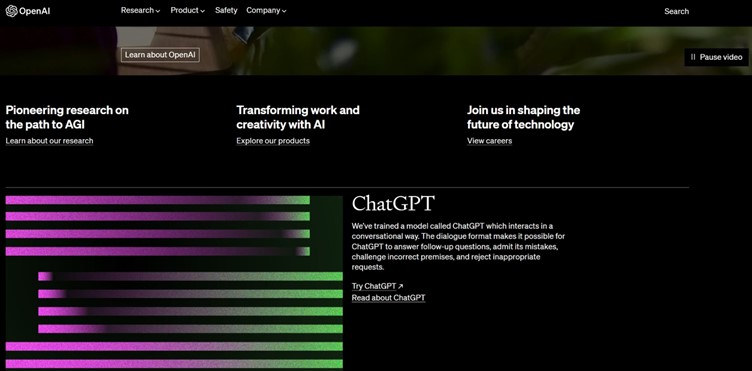 OpenAI
Research
Product
Safety
Company
Search
Learn about OpenAI
Pause video
Pioneering research on
the path to AGI
Learn about our research
Transforming work and
creativity with AI
Explore our products
Join us in shaping the
future of technology
View careers
ChatGPT
We've trained a model called ChatGPT which interacts in a
conversational way. The dialogue format makes it possible for
ChatGPT to answer follow-up questions, admit its mistakes,
challenge incorrect premises, and reject inappropriate
requests.
Try ChatGPT ↗
Read about ChatGPT